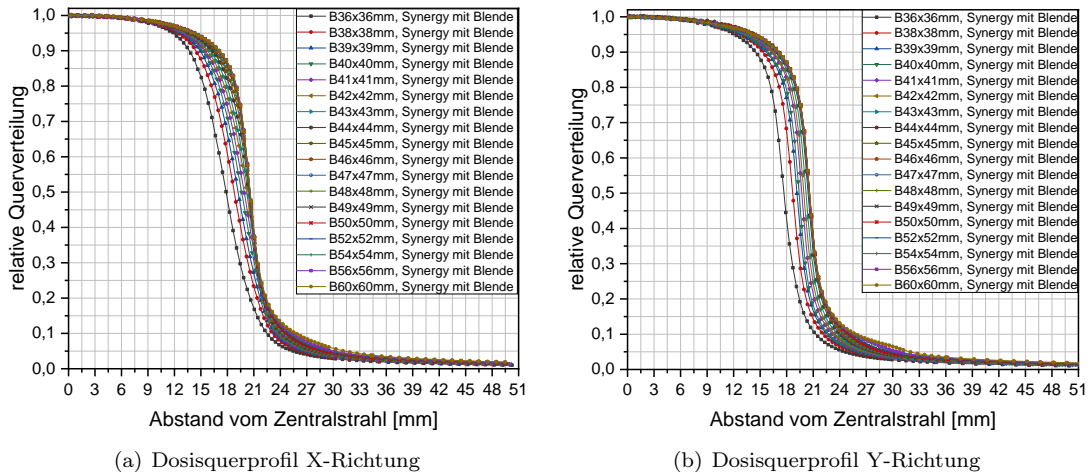 relative Querverteilung
1,0
0,9
0,8
0,7
0,6
0,5
0,4
0,3
0,2
0,1
0,0
B36x36mm, Synergy mit Blende
B38x38mm, Synergy mit Blende
B39x39mm, Synergy mit Blende
B40x40mm, Synergy mit Blende
B41x41mm, Synergy mit Blende
B42x42mm, Synergy mit Blende
B43x43mm, Synergy mit Blende
B44x44mm, Synergy mit Blende
B45x45mm, Synergy mit Blende
B46x46mm, Synergy mit Blende
B47x47mm, Synergy mit Blende
B48x48mm, Synergy mit Blende
B49x49mm, Synergy mit Blende
B50x50mm, Synergy mit Blende
B52x52mm, Synergy mit Blende
B54x54mm, Synergy mit Blende
B56x56mm, Synergy mit Blende
B60x60mm, Synergy mit Blende
0 3 6 9 12 15 18 21 24 27 30 33 36 39 42 45 48 51
Abstand vom Zentralstrahl [mm]
(a) Dosisquerprofil X-Richtung
relative Querverteilung
1,0
0,9
0,8
0,7
0,6
0,5
0,4
0,3
0,2
0,1
0,0
B36x36mm, Synergy mit Blende
B38x38mm, Synergy mit Blende
B39x39mm, Synergy mit Blende
B40x40mm, Synergy mit Blende
B41x41mm, Synergy mit Blende
B42x42mm, Synergy mit Blende
B43x43mm, Synergy mit Blende
B44x44mm, Synergy mit Blende
B45x45mm, Synergy mit Blende
B46x46mm, Synergy mit Blende
B47x47mm, Synergy mit Blende
B48x48mm, Synergy mit Blende
B49x49mm, Synergy mit Blende
B50x50mm, Synergy mit Blende
B52x52mm, Synergy mit Blende
B54x54mm, Synergy mit Blende
B56x56mm, Synergy mit Blende
B60x60mm, Synergy mit Blende
0 3 6 9 12 15 18 21 24 27 30 33 36 39 42 45 48 51
Abstand vom Zentralstrahl [mm]
(b) Dosisquerprofil Y-Richtung